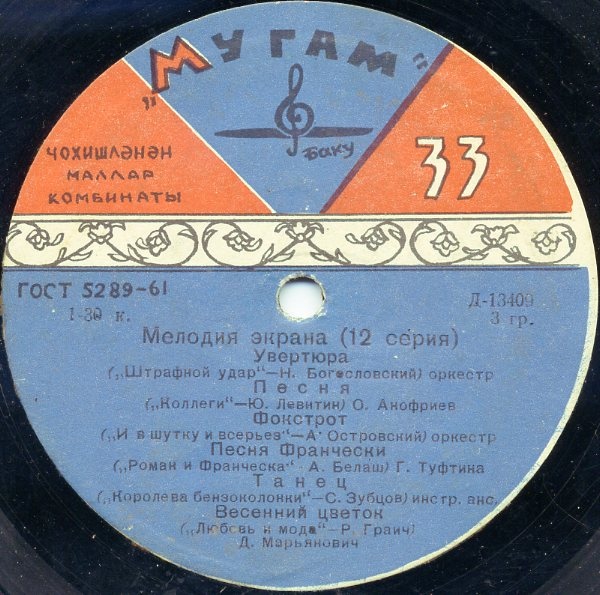 „МУГАМ"
Баку
ЧОХИШЛӘНӘН
МАЛЛАР
КОМБИНАТЫ
33
ГОСТ 5289-61
Д-13409
1-30 к.
3 гр.
Мелодия экрана (12 серия)
Увертюра
(„Штрафной удар"—Н. Богословский) оркестр
Песня
(„Коллеги"—Ю. Левитин) О. Анофриев
Фокстрот
(„И в шутку и всерьез"—А. Островский) оркестр
Песня Франчески
(„Роман и Франческа" - А. Белаш) Г. Туфтина
Танец
(„Королева бензоколонки"—С. Зубцов) инстр. анс.
Весенний цветок
(„Любовь и мода"—Р. Граич)
Д. Марьянович